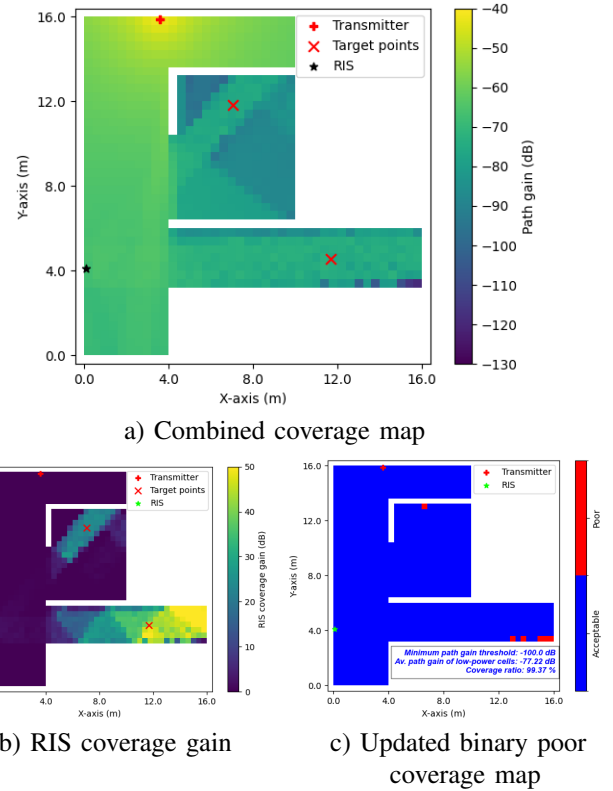 16.0
12.0
8.0
4.0
0.0
Y-axis (m)
0.0 4.0 8.0 12.0 16.0
X-axis (m)
Transmitter
Target points
RIS
−40
−50
−60
−70
−80
−90
−100
−110
−120
−130
Path gain (dB)
a) Combined coverage map
4.0 8.0 12.0 16.0
X-axis (m)
Transmitter
Target points
RIS
50
40
30
20
10
0
RIS coverage gain (dB)
b) RIS coverage gain
16.0
12.0
8.0
4.0
0.0
Y-axis (m)
0.0 4.0 8.0 12.0 16.0
X-axis (m)
Transmitter
RIS
Minimum path gain threshold: -100.0 dB
Av. path gain of low-power cells: -77.22 dB
Coverage ratio: 99.37 %
Poor
Acceptable
c) Updated binary poor
coverage map